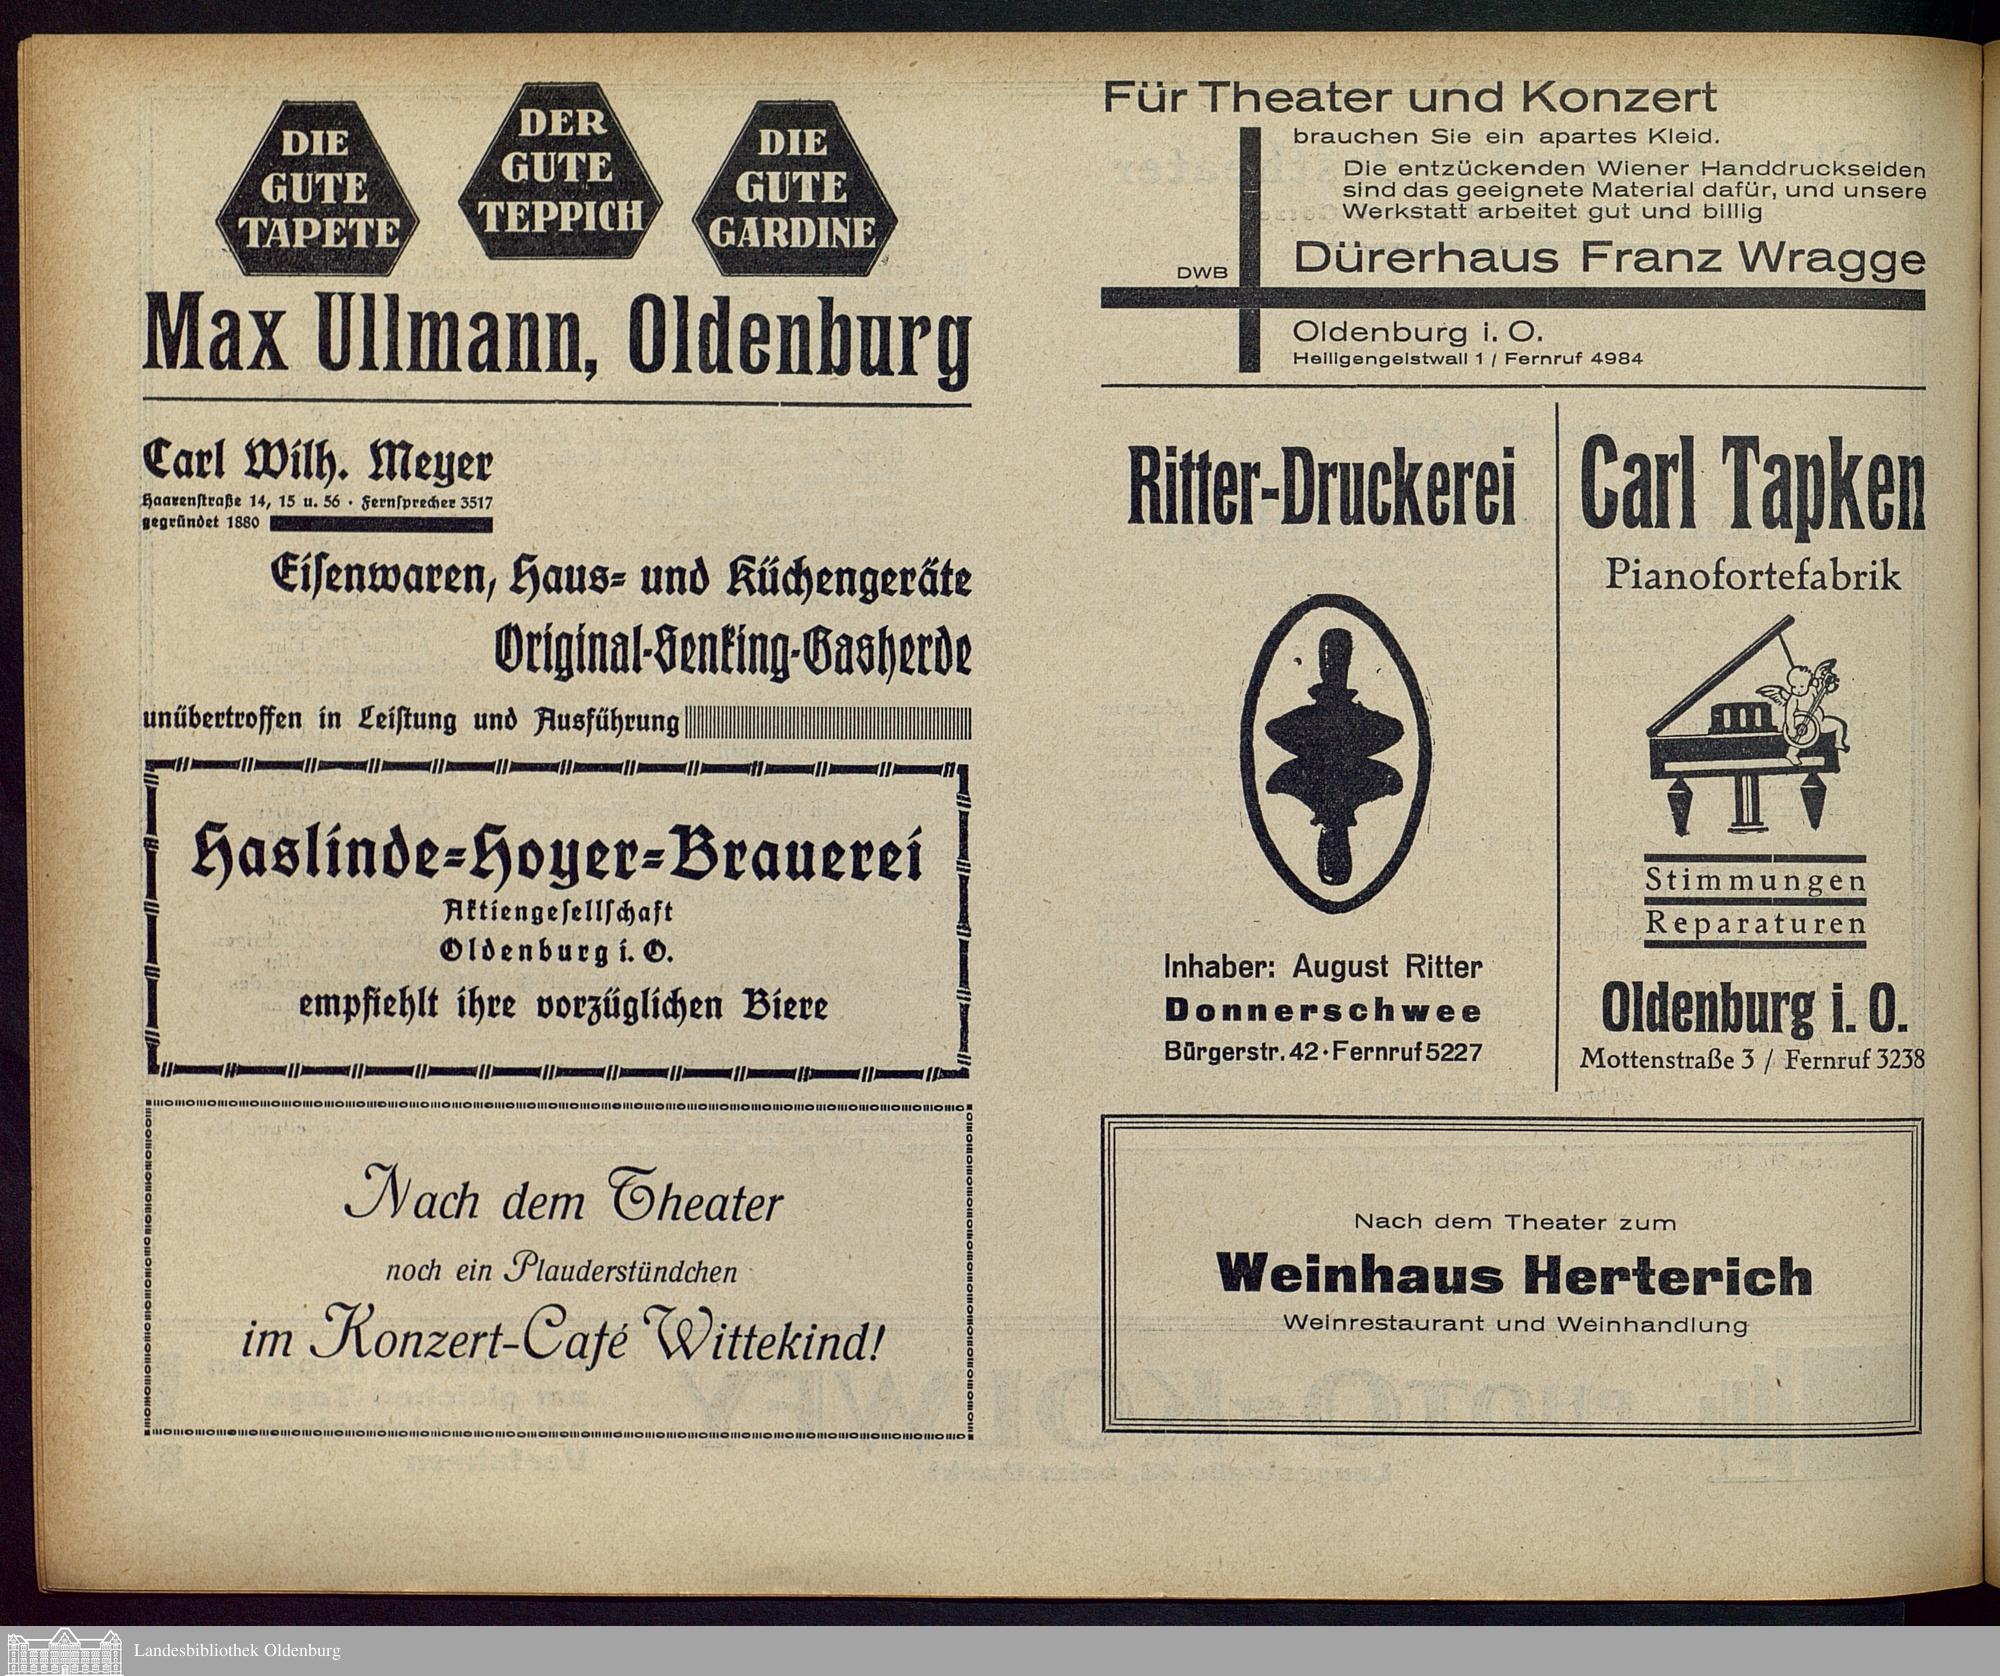 DIE
GUTE
TAPETE
DER
GUTE
TEPPICH
DIE
GUTE
GARDINE
Max Ullmann, Oldenburg
Carl Wilh. Meyer
Haarenstraße 14, 15 u. 56 · Fernsprecher 3517
gegründet 1880
Eisenwaren, Haus= und Küchengeräte
Original-Senking-Gasherde
unübertroffen in Leistung und Ausführung
Haslinde=Hoyer=Brauerei
Aktiengesellschaft
Oldenburg i. O.
empfiehlt ihre vorzüglichen Biere
Nach dem Theater
noch ein Plauderstündchen
im Konzert-Café Wittekind!
Für Theater und Konzert
brauchen Sie ein apartes Kleid.
Die entzückenden Wiener Handdruckseiden
sind das geeignete Material dafür, und unsere
Werkstatt arbeitet gut und billig
Dürerhaus Franz Wragge
DWB
Oldenburg i. O.
Heiligengeistwall 1 / Fernruf 4984
Ritter-Druckerei
Inhaber: August Ritter
Donnerschwee
Bürgerstr. 42 · Fernruf 5227
Carl Tapken
Pianofortefabrik
Stimmungen
Reparaturen
Oldenburg i. O.
Mottenstraße 3 / Fernruf 3238
Nach dem Theater zum
Weinhaus Herterich
Weinrestaurant und Weinhandlung
Landesbibliothek Oldenburg